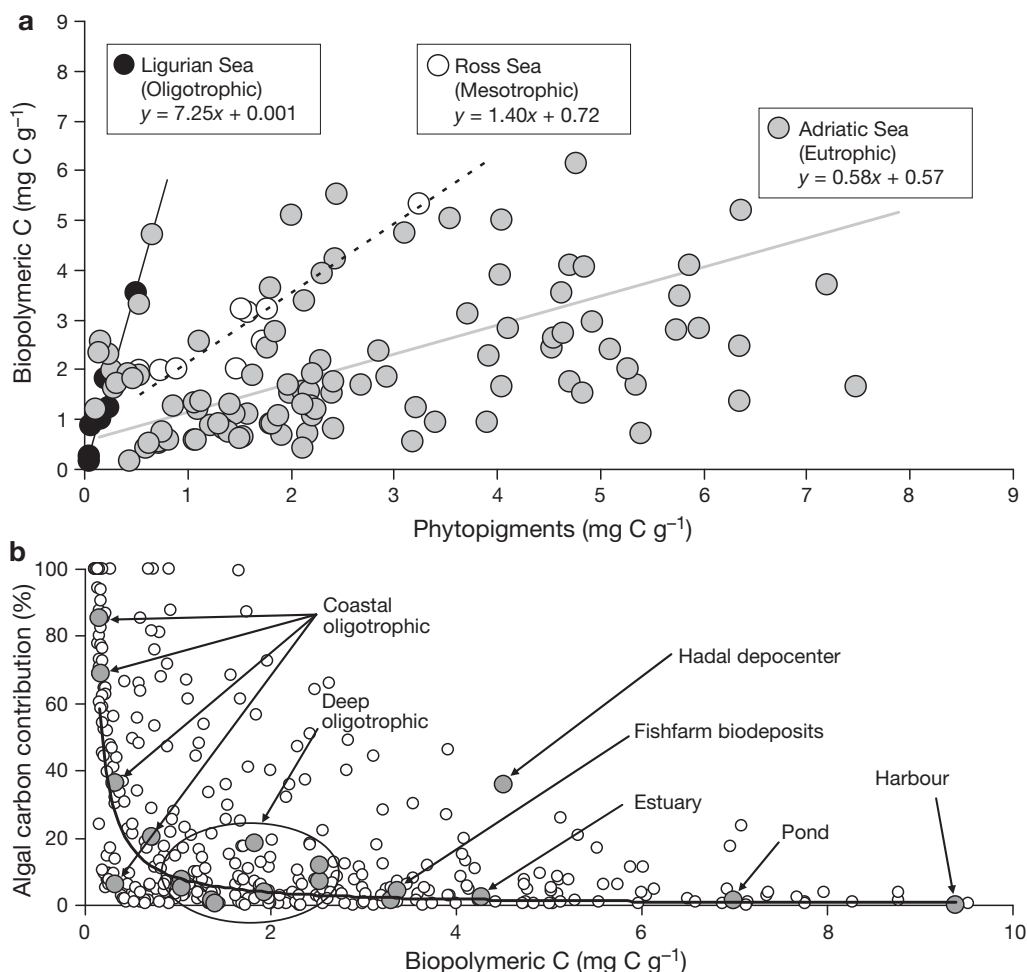 a
9
8
7
6
5
4
3
2
1
0
Biopolymeric C (mg C g⁻¹)
Ligurian Sea
(Oligotrophic)
y = 7.25x + 0.001
Ross Sea
(Mesotrophic)
y = 1.40x + 0.72
Adriatic Sea
(Eutrophic)
y = 0.58x + 0.57
0 1 2 3 4 5 6 7 8 9
Phytopigments (mg C g⁻¹)
b
100
80
60
40
20
0
Algal carbon contribution (%)
Coastal
oligotrophic
Deep
oligotrophic
Hadal depocenter
Fishfarm biodeposits
Estuary
Harbour
Pond
0 2 4 6 8 10
Biopolymeric C (mg C g⁻¹)